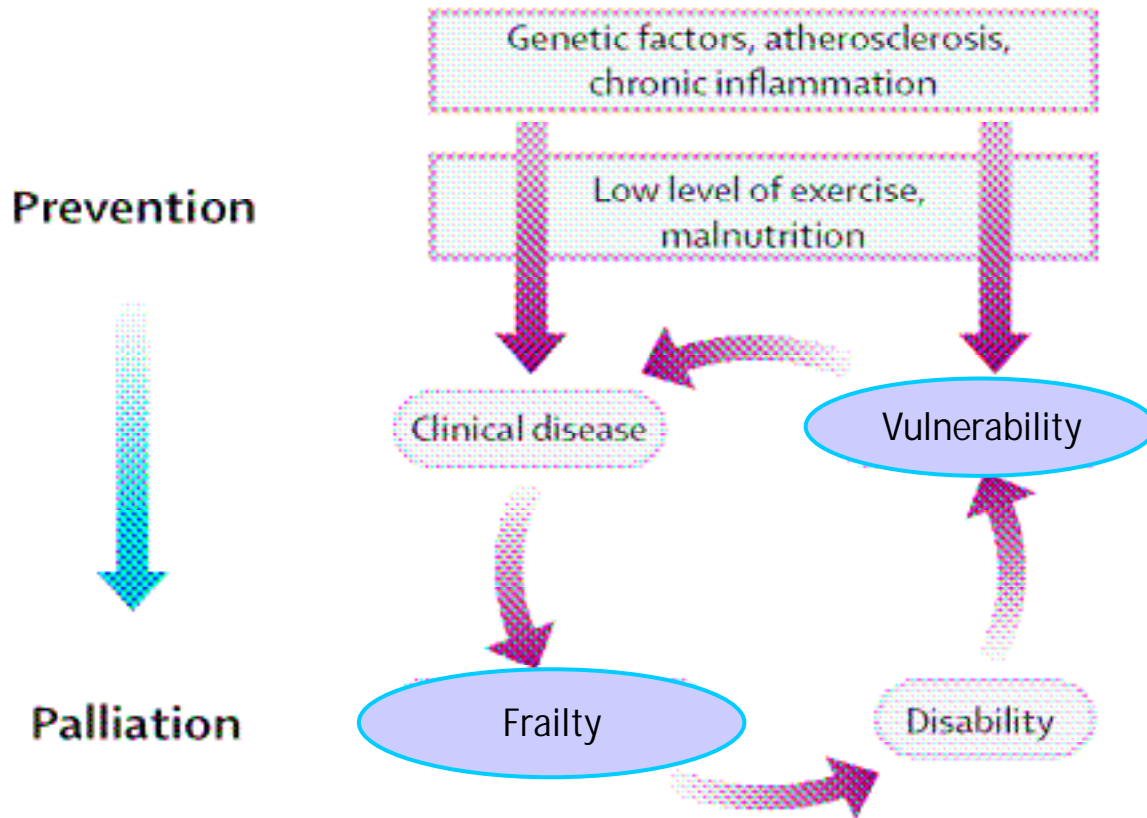 Genetic factors, atherosclerosis,
chronic inflammation
Prevention
Low level of exercise,
malnutrition
Clinical disease
Vulnerability
Palliation
Frailty
Disability